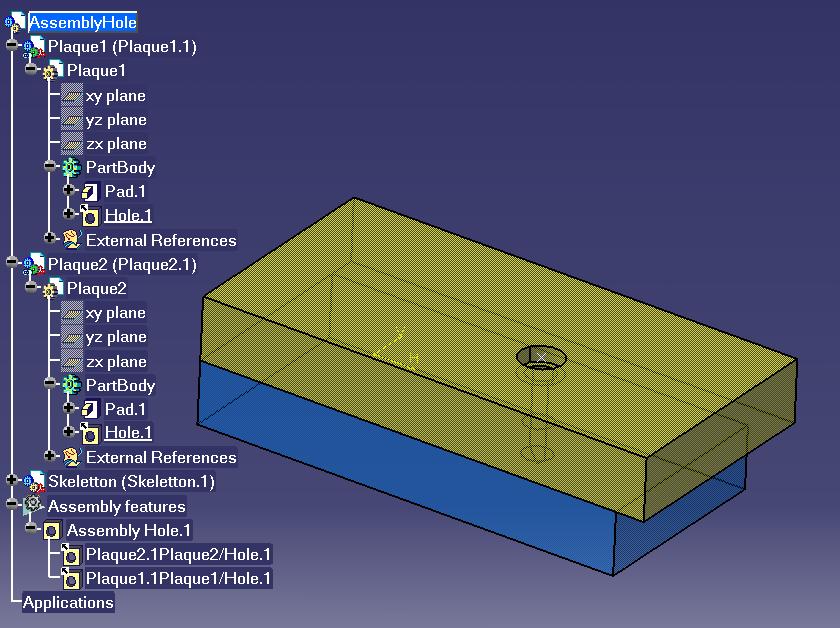 AssemblyHole
Plaque1 (Plaque1.1)
Plaque1
xy plane
yz plane
zx plane
PartBody
Pad.1
Hole.1
External References
Plaque2 (Plaque2.1)
Plaque2
xy plane
yz plane
zx plane
PartBody
Pad.1
Hole.1
External References
Skeletton (Skeletton.1)
Assembly features
Assembly Hole.1
Plaque2.1Plaque2/Hole.1
Plaque1.1Plaque1/Hole.1
Applications
V
H